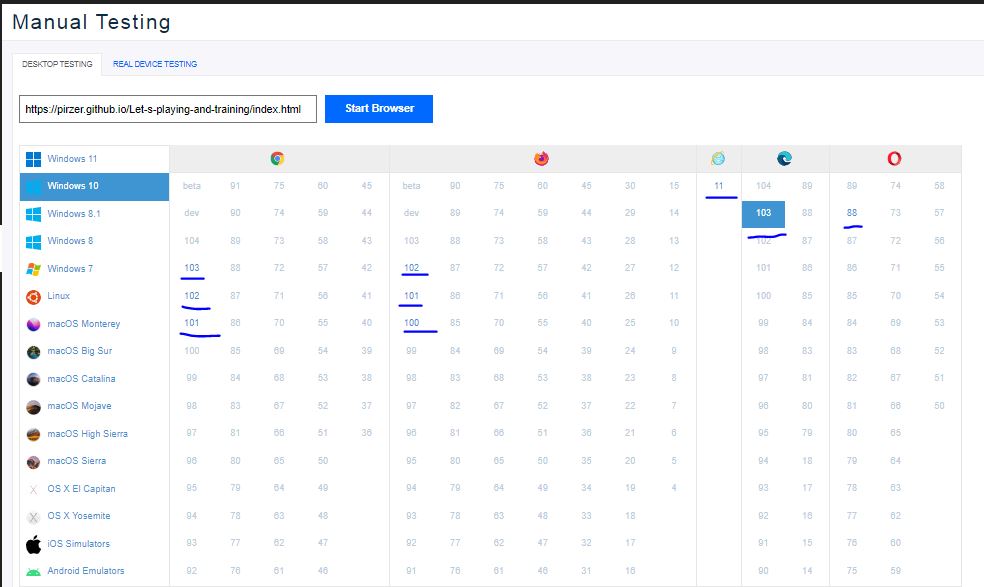 Manual Testing
DESKTOP TESTING REAL DEVICE TESTING
https://pirzer.github.io/Let-s-playing-and-training/index.html Start Browser
Windows 11
Windows 10 beta 91 75 60 45 beta 90 75 60 45 30 15 11 104 89 89 74 58
Windows 8.1 dev 90 74 59 44 dev 89 74 59 44 29 14 103 88 88 73 57
Windows 8 104 89 73 58 43 103 88 73 58 43 28 13 102 87 87 72 56
Windows 7 103 88 72 57 42 102 87 72 57 42 27 12 101 86 86 71 55
Linux 102 87 71 56 41 101 86 71 56 41 26 11 100 85 85 70 54
macOS Monterey 101 86 70 55 40 100 85 70 55 40 25 10 99 84 84 69 53
macOS Big Sur 100 85 69 54 39 99 84 69 54 39 24 9 98 83 83 68 52
macOS Catalina 99 84 68 53 38 98 83 68 53 38 23 8 97 81 82 67 51
macOS Mojave 98 83 67 52 37 97 82 67 52 37 22 7 96 80 81 66 50
macOS High Sierra 97 81 66 51 36 96 81 66 51 36 21 6 95 79 80 65
macOS Sierra 96 80 65 50 95 80 65 50 35 20 5 94 18 79 64
OS X El Capitan 95 79 64 49 94 79 64 49 34 19 4 93 17 78 63
OS X Yosemite 94 78 63 48 93 78 63 48 33 18 92 16 77 62
iOS Simulators 93 77 62 47 92 77 62 47 32 17 91 15 76 60
Android Emulators 92 76 61 46 91 76 61 46 31 16 90 14 75 59